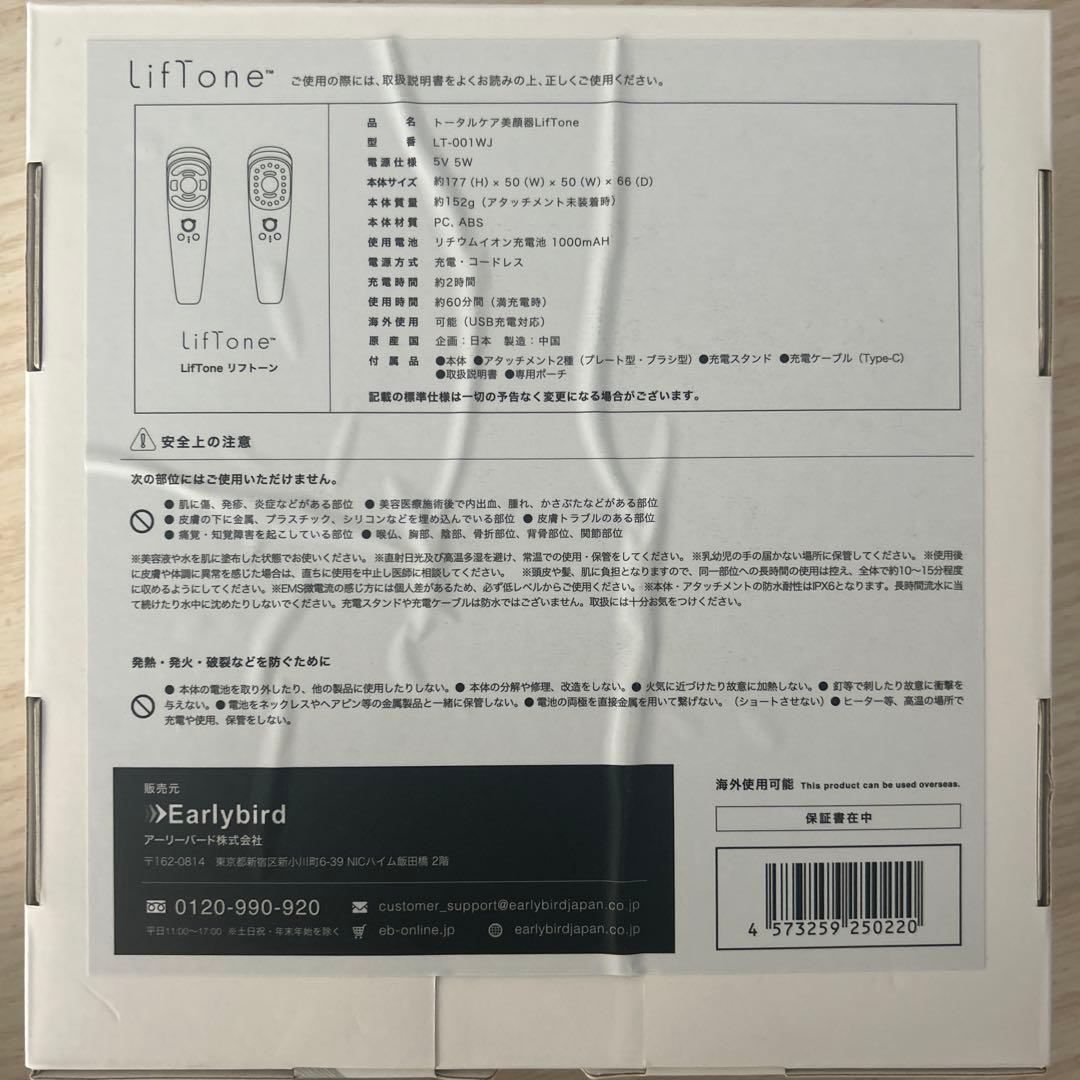 LifTone™ ご使用の際には、取扱説明書をよくお読みの上、正しくご使用ください。
LifTone™
LifTone リフトーン
品名 トータルケア美顔器LifTone
型番 LT-001WJ
電源仕様 5V 5W
本体サイズ 約177 (H) × 50 (W) × 50 (W) × 66 (D)
本体質量 約152g（アタッチメント未装着時）
本体材質 PC, ABS
使用電池 リチウムイオン充電池 1000mAH
電源方式 充電・コードレス
充電時間 約2時間
使用時間 約60分間（満充電時）
海外使用 可能（USB充電対応）
原産国 企画：日本 製造：中国
付属品 ●本体 ●アタッチメント2種（プレート型・ブラシ型）●充電スタンド ●充電ケーブル（Type-C）
●取扱説明書 ●専用ポーチ
記載の標準仕様は一切の予告なく変更になる場合がございます。
安全上の注意
次の部位にはご使用いただけません。
● 肌に傷、発疹、炎症などがある部位 ● 美容医療施術後で内出血、腫れ、かさぶたなどがある部位
● 皮膚の下に金属、プラスチック、シリコンなどを埋め込んでいる部位 ● 皮膚トラブルのある部位
● 痛覚・知覚障害を起こしている部位 ● 喉仏、胸部、陰部、骨折部位、背骨部位、関節部位
※美容液や水を肌に塗布した状態でお使いください。※直射日光及び高温多湿を避け、常温での使用・保管をしてください。※乳幼児の手の届かない場所に保管してください。※使用後
に皮膚や体調に異常を感じた場合は、直ちに使用を中止し医師に相談してください。 ※頭皮や髪、肌に負担となりますので、同一部位への長時間の使用は控え、全体で約10～15分程度
に収めるようにしてください。※EMS微電流の感じ方には個人差があるため、必ず低レベルからご使用ください。※本体・アタッチメントの防水耐性はIPX6となります。長時間流水に当
て続けたり水中に沈めたりしないでください。充電スタンドや充電ケーブルは防水ではございません。取扱には十分お気をつけください。
発熱・発火・破裂などを防ぐために
● 本体の電池を取り外したり、他の製品に使用したりしない。● 本体の分解や修理、改造をしない。● 火気に近づけたり故意に加熱しない。● 釘等で刺したり故意に衝撃を
与えない。● 電池をネックレスやヘアピン等の金属製品と一緒に保管しない。● 電池の両極を直接金属を用いて繋げない。（ショートさせない）● ヒーター等、高温の場所で
充電や使用、保管をしない。
販売元
Earlybird
アーリーバード株式会社
〒162-0814 東京都新宿区新小川町6-39 NICハイム飯田橋 2階
0120-990-920 customer_support@earlybirdjapan.co.jp
平日11:00～17:00 ※土日祝・年末年始を除く eb-online.jp earlybirdjapan.co.jp
海外使用可能 This product can be used overseas.
保証書在中
4 573259 250220